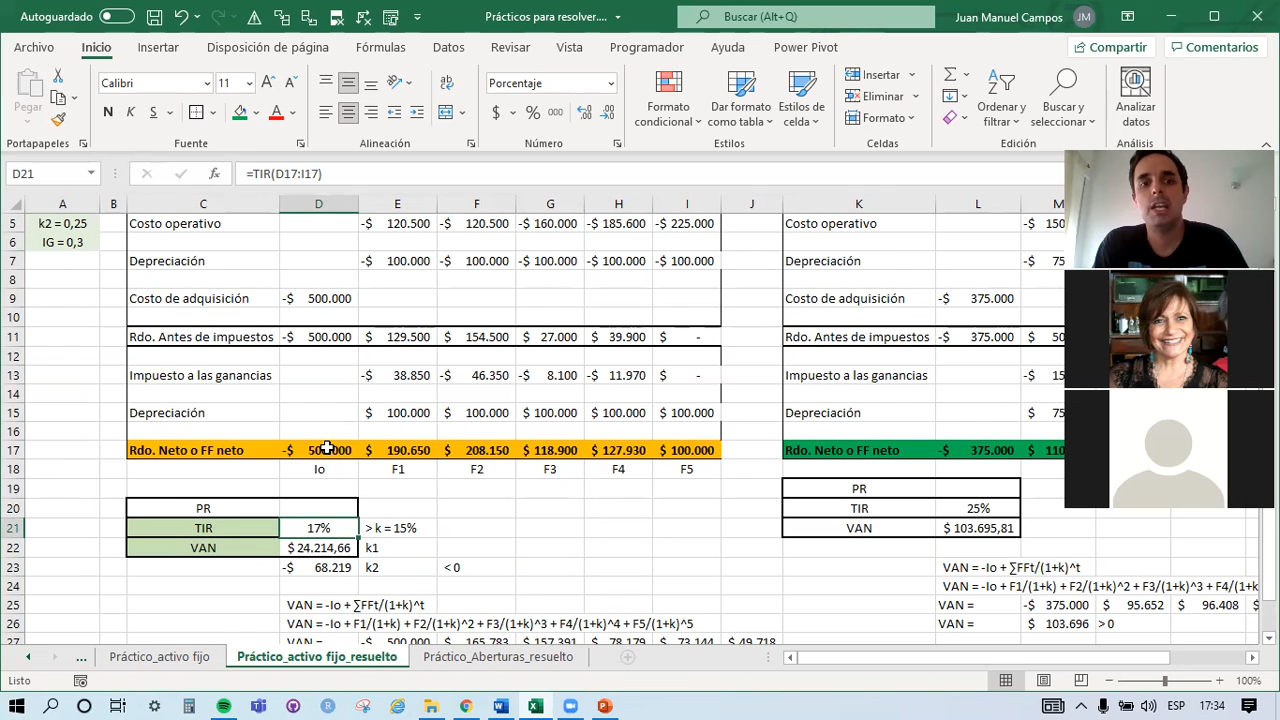 Autoguardado
Prácticos para resolver....
Buscar (Alt+Q)
Juan Manuel Campos
JM
Archivo Inicio Insertar Disposición de página Fórmulas Datos Revisar Vista Programador Ayuda Power Pivot
Compartir Comentarios
Pegar
Calibri 11
N K S
Porcentaje
$ % 000
Formato condicional
Dar formato como tabla
Estilos de celda
Insertar
Eliminar
Formato
Ordenar y filtrar
Buscar y seleccionar
Analizar datos
Portapapeles Fuente Alineación Número Estilos Celdas Edición Análisis
D21 fx =TIR(D17:I17)
A B C D E F G H I J K L M
5 k2 = 0,25 Costo operativo -$ 120.500 -$ 120.500 -$ 160.000 -$ 185.600 -$ 225.000 Costo operativo -$ 150
6 IG = 0,3
7 Depreciación -$ 100.000 -$ 100.000 -$ 100.000 -$ 100.000 -$ 100.000 Depreciación -$ 75
8
9 Costo de adquisición -$ 500.000 Costo de adquisición -$ 375.000
10
11 Rdo. Antes de impuestos -$ 500.000 $ 129.500 $ 154.500 $ 27.000 $ 39.900 $ - Rdo. Antes de impuestos -$ 375.000 $ 50
12
13 Impuesto a las ganancias -$ 38.850 -$ 46.350 -$ 8.100 -$ 11.970 $ - Impuesto a las ganancias -$ 15
14
15 Depreciación $ 100.000 $ 100.000 $ 100.000 $ 100.000 $ 100.000 Depreciación $ 75
16
17 Rdo. Neto o FF neto -$ 500.000 $ 190.650 $ 208.150 $ 118.900 $ 127.930 $ 100.000 Rdo. Neto o FF neto -$ 375.000 $ 110
18 Io F1 F2 F3 F4 F5
19 PR
20 PR TIR 25%
21 TIR 17% > k = 15% VAN $ 103.695,81
22 VAN $ 24.214,66 k1
23 -$ 68.219 k2 < 0 VAN = -Io + ∑FFt/(1+k)^t
24 VAN = -Io + F1/(1+k) + F2/(1+k)^2 + F3/(1+k)^3 + F4/(1+k
25 VAN = -Io + ∑FFt/(1+k)^t VAN = -$ 375.000 $ 95.652 $ 96.408 $
26 VAN = -Io + F1/(1+k) + F2/(1+k)^2 + F3/(1+k)^3 + F4/(1+k)^4 + F5/(1+k)^5 VAN = $ 103.696 > 0
27 VAN = -$ 500.000 $ 165.783 $ 157.391 $ 78.179 $ 73.144 $ 49.718
... Práctico_activo fijo Práctico_activo fijo_resuelto Práctico_Aberturas_resuelto
Listo
100%
ESP 17:34